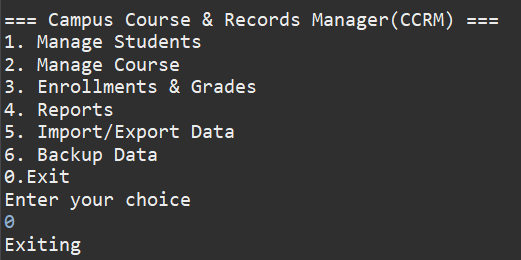 === Campus Course & Records Manager(CCRM) ===
1. Manage Students
2. Manage Course
3. Enrollments & Grades
4. Reports
5. Import/Export Data
6. Backup Data
0.Exit
Enter your choice
0
Exiting